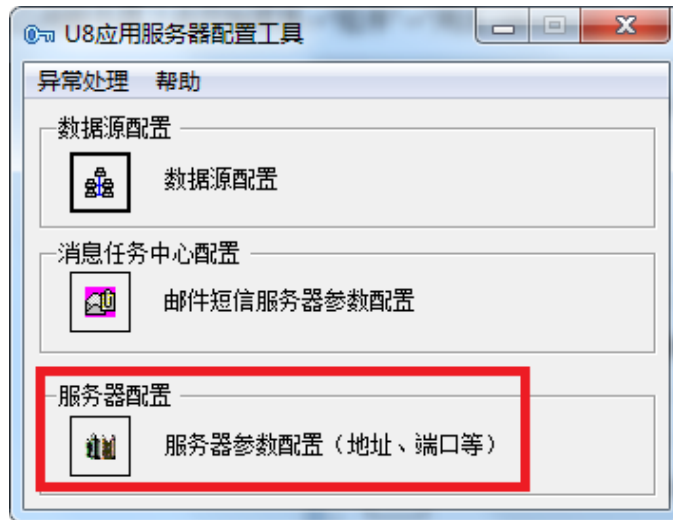 U8应用服务器配置工具
异常处理 帮助
数据源配置
数据源配置
消息任务中心配置
邮件短信服务器参数配置
服务器配置
服务器参数配置（地址、端口等）